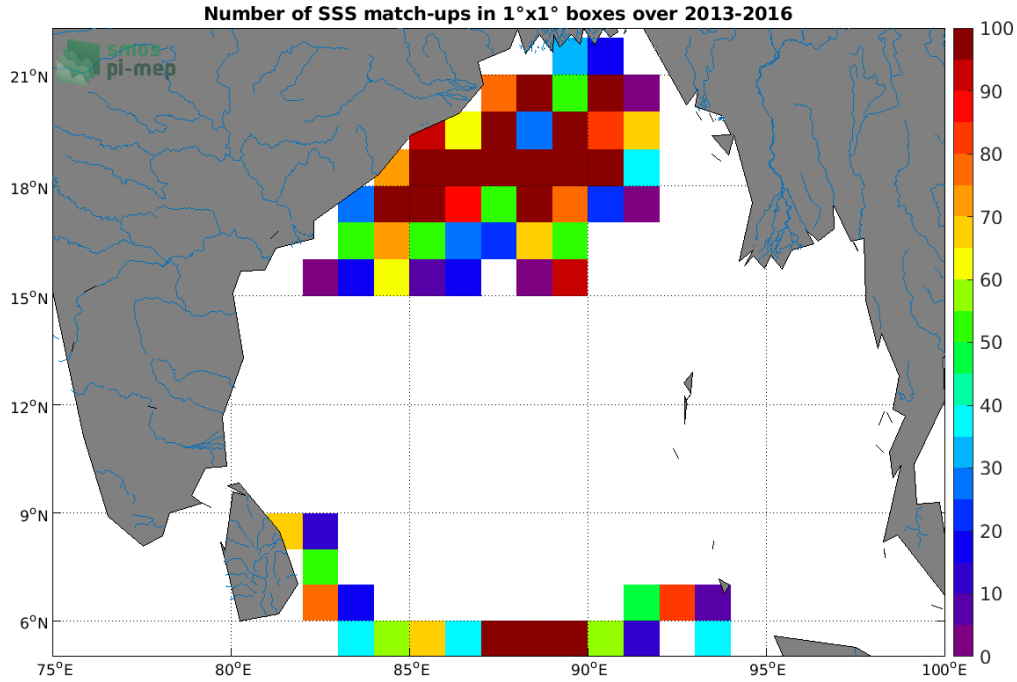 Number of SSS match-ups in 1°x1° boxes over 2013-2016
smos
pi-mep
21°N
18°N
15°N
12°N
9°N
6°N
75°E
80°E
85°E
90°E
95°E
100°E
100
90
80
70
60
50
40
30
20
10
0